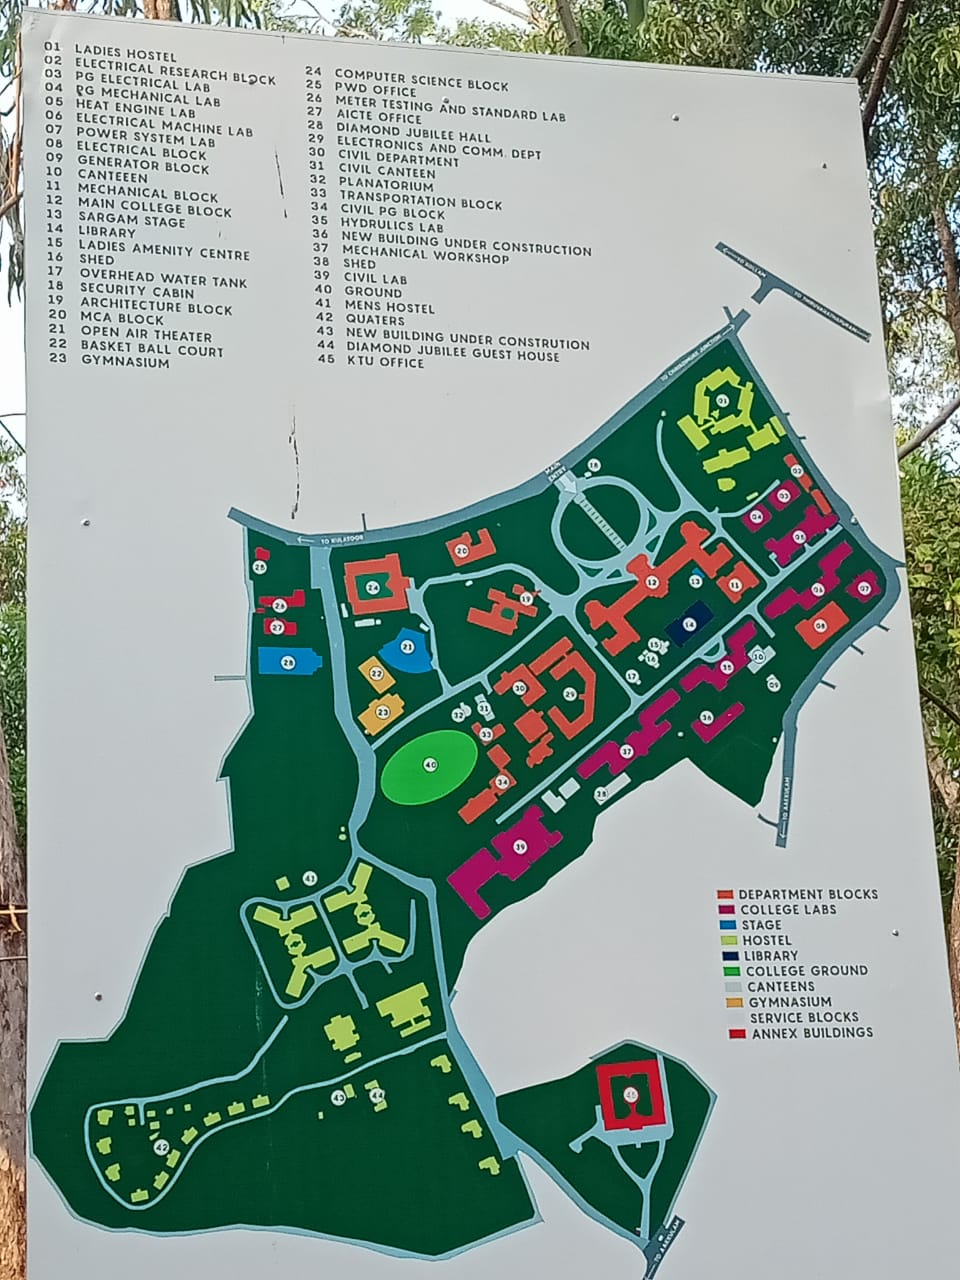 01 LADIES HOSTEL
02 ELECTRICAL RESEARCH BLOCK
03 PG ELECTRICAL LAB
04 PG MECHANICAL LAB
05 HEAT ENGINE LAB
06 ELECTRICAL MACHINE LAB
07 POWER SYSTEM LAB
08 ELECTRICAL BLOCK
09 GENERATOR BLOCK
10 CANTEEEN
11 MECHANICAL BLOCK
12 MAIN COLLEGE BLOCK
13 SARGAM STAGE
14 LIBRARY
15 LADIES AMENITY CENTRE
16 SHED
17 OVERHEAD WATER TANK
18 SECURITY CABIN
19 ARCHITECTURE BLOCK
20 MCA BLOCK
21 OPEN AIR THEATER
22 BASKET BALL COURT
23 GYMNASIUM
24 COMPUTER SCIENCE BLOCK
25 PWD OFFICE
26 METER TESTING AND STANDARD LAB
27 AICTE OFFICE
28 DIAMOND JUBILEE HALL
29 ELECTRONICS AND COMM. DEPT
30 CIVIL DEPARTMENT
31 CIVIL CANTEEN
32 PLANATORIUM
33 TRANSPORTATION BLOCK
34 CIVIL PG BLOCK
35 HYDRULICS LAB
36 NEW BUILDING UNDER CONSTRUCTION
37 MECHANICAL WORKSHOP
38 SHED
39 CIVIL LAB
40 GROUND
41 MENS HOSTEL
42 QUATERS
43 NEW BUILDING UNDER CONSTRUTION
44 DIAMOND JUBILEE GUEST HOUSE
45 KTU OFFICE
TO KOLLAM
TO THIRUVANATHAPURAM
TO CHAVADIMUKK JUNCTION
MAIN
ENTRY
TO KULATOOR
01
18
02
03
04
05
20
25
24
12
13
11
06
07
19
26
27
14
08
21
28
15
16
10
35
22
30
17
09
29
32
31
23
36
33
37
40
34
38
TO AAKKULAM
39
41
DEPARTMENT BLOCKS
COLLEGE LABS
STAGE
HOSTEL
LIBRARY
COLLEGE GROUND
CANTEENS
GYMNASIUM
SERVICE BLOCKS
ANNEX BUILDINGS
43
44
45
42
TO AAKKULAM